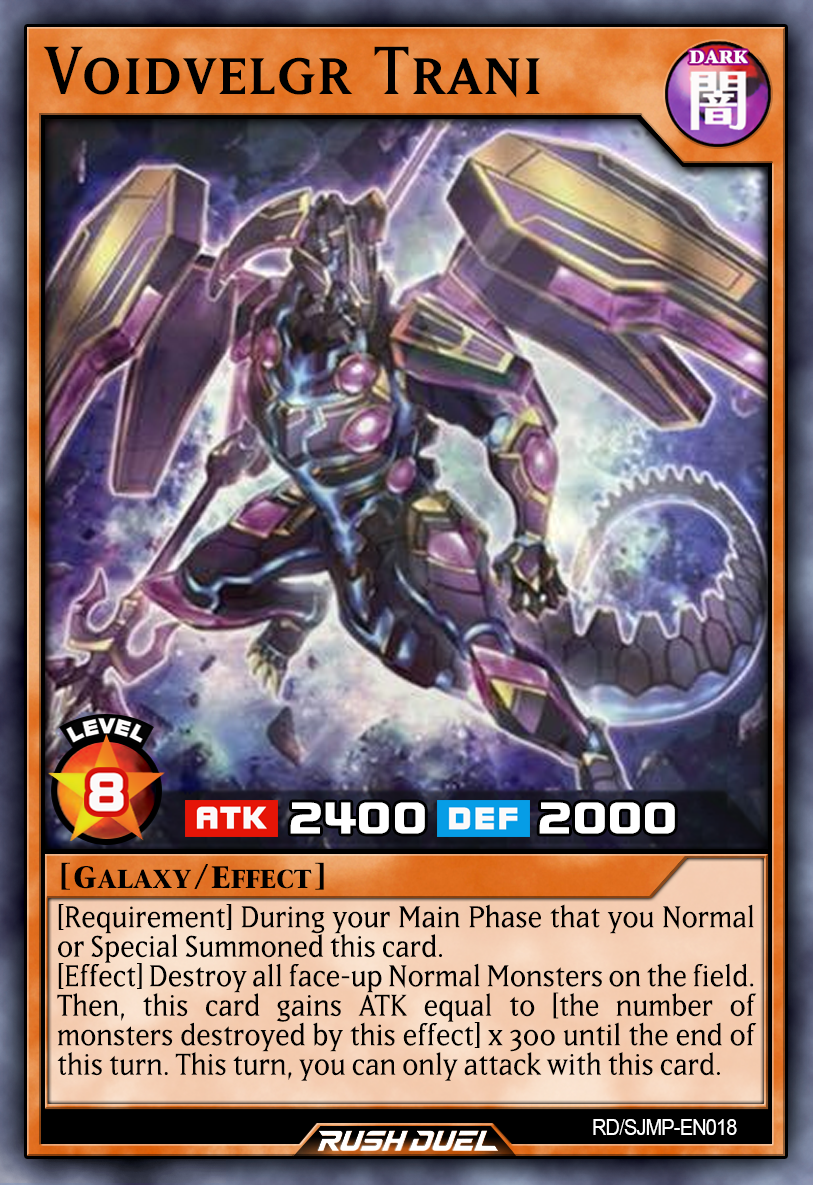 Voidvelgr Trani
DARK
闇
LEVEL
8
ATK 2400 DEF 2000
[Galaxy/Effect]
[Requirement] During your Main Phase that you Normal
or Special Summoned this card.
[Effect] Destroy all face-up Normal Monsters on the field.
Then, this card gains ATK equal to [the number of
monsters destroyed by this effect] x 300 until the end of
this turn. This turn, you can only attack with this card.
RD/SJMP-EN018
RUSH DUEL